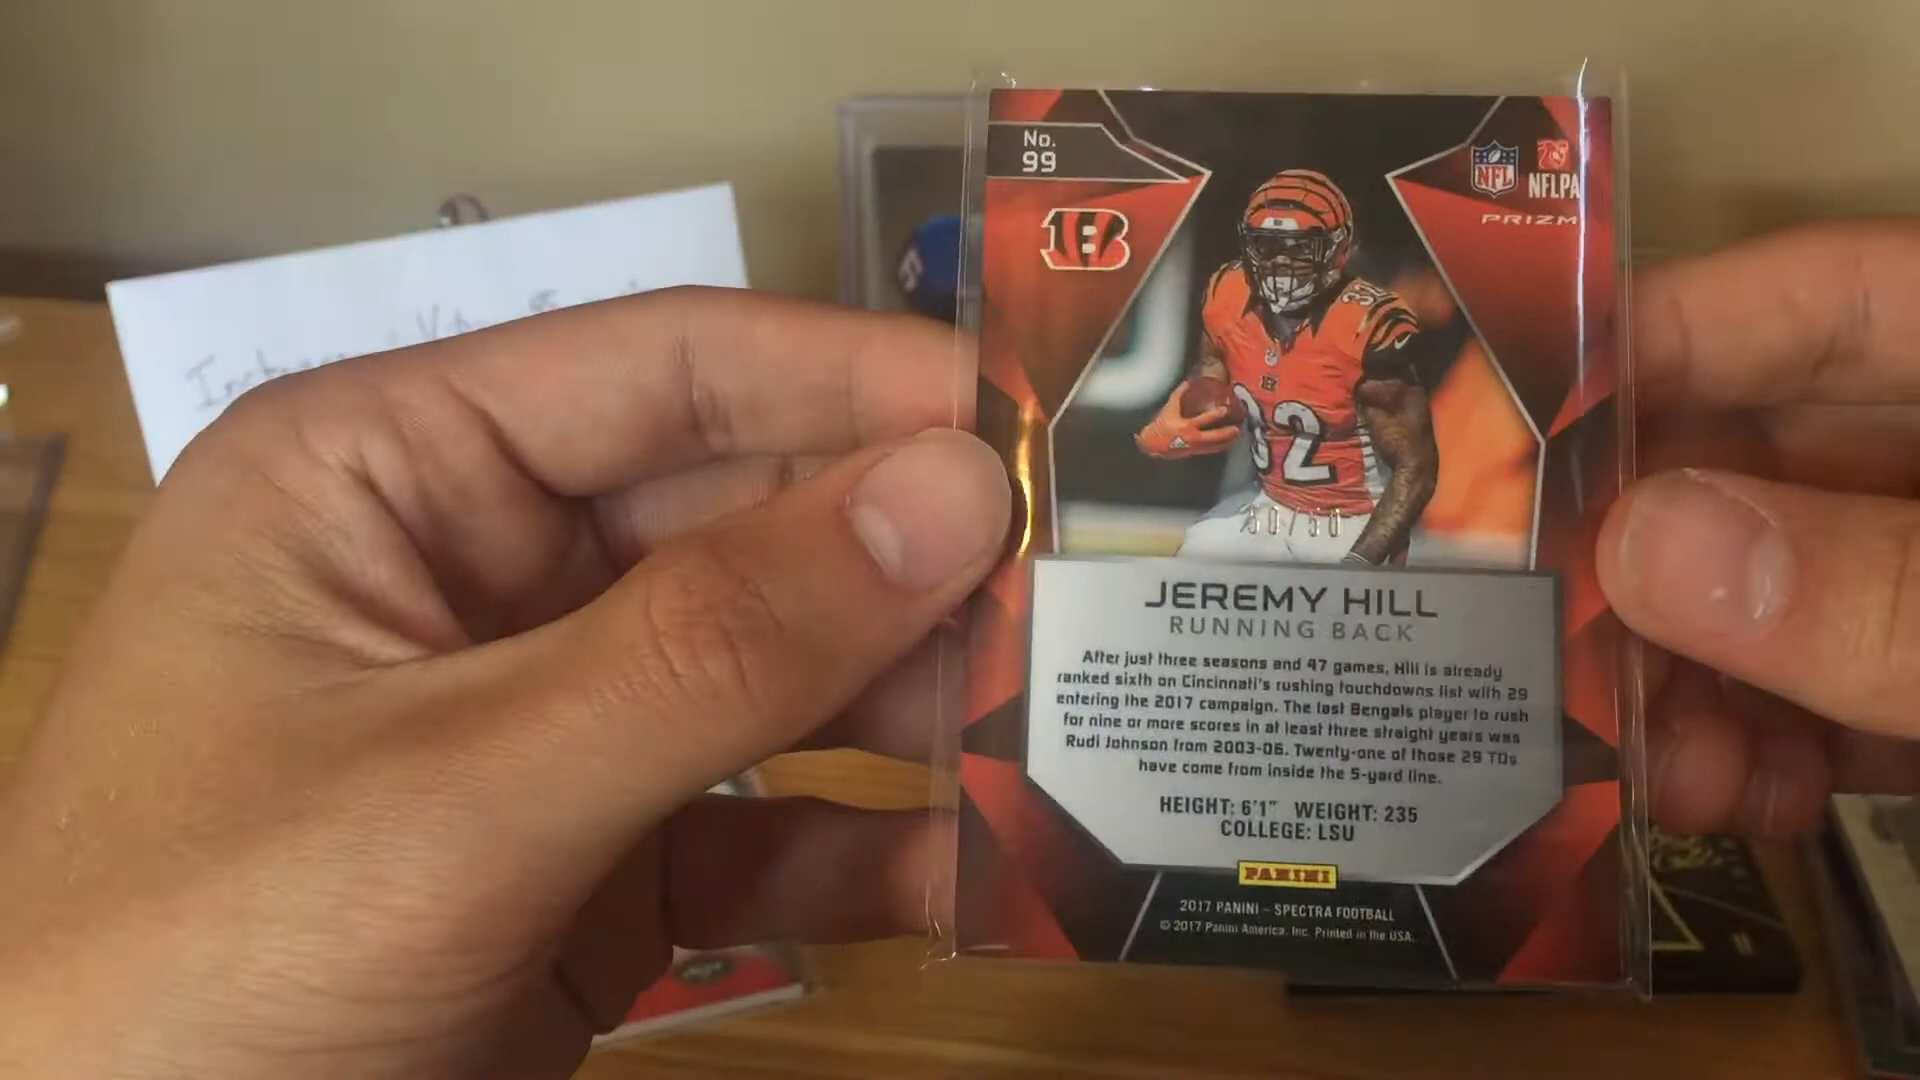 No.
99
NFL
NFLPA
PRIZM
B
32
32
JEREMY HILL
RUNNING BACK
After just three seasons and 47 games, Hill is already
ranked sixth on Cincinnati's rushing touchdowns list with 29
entering the 2017 campaign. The last Bengals player to rush
for nine or more scores in at least three straight years was
Rudi Johnson from 2003-06. Twenty-one of those 29 TDs
have come from inside the 5-yard line.
HEIGHT: 6'1" WEIGHT: 235
COLLEGE: LSU
PANINI
2017 PANINI - SPECTRA FOOTBALL
© 2017 Panini America, Inc. Printed in the USA.